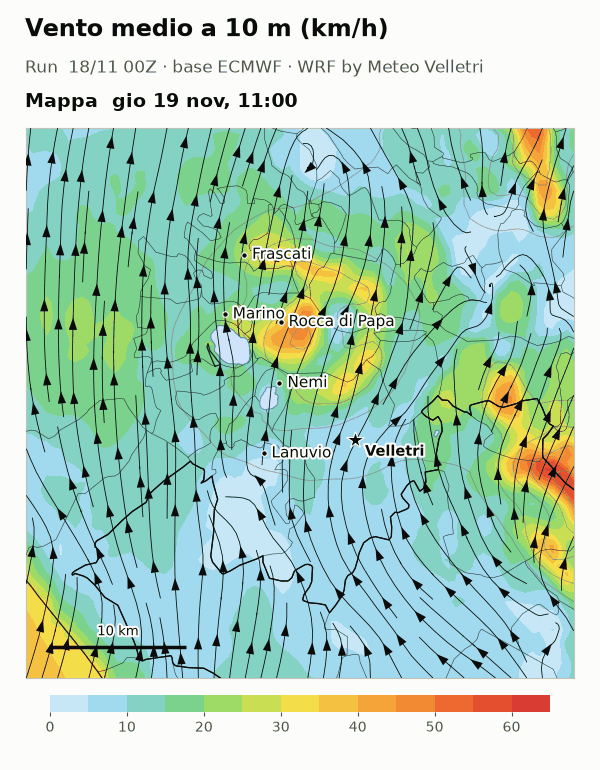 Vento medio a 10 m (km/h)
Run  18/11 00Z · base ECMWF · WRF by Meteo Velletri
Mappa  gio 19 nov, 11:00
Frascati
Marino
Rocca di Papa
Nemi
Velletri
Lanuvio
10 km
0 10 20 30 40 50 60